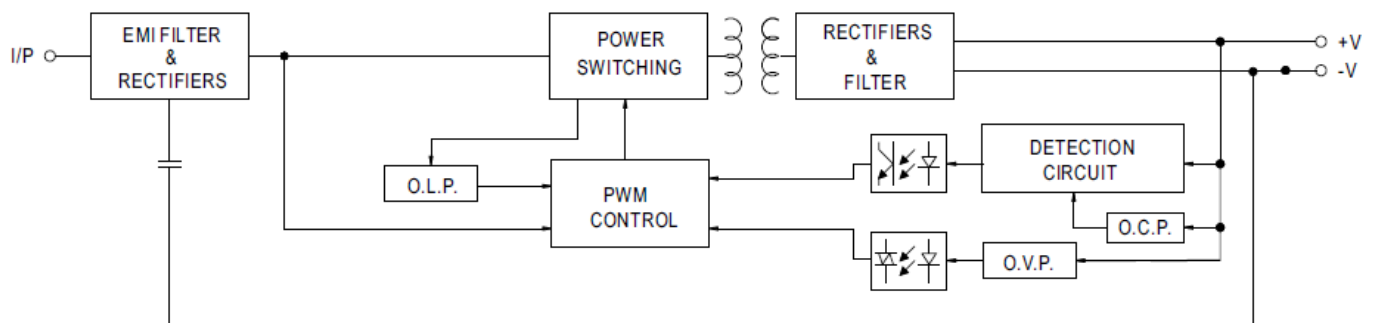 I/P
EMI FILTER
&
RECTIFIERS
POWER
SWITCHING
RECTIFIERS
&
FILTER
+V
-V
O.L.P.
PWM
CONTROL
DETECTION
CIRCUIT
O.C.P.
O.V.P.